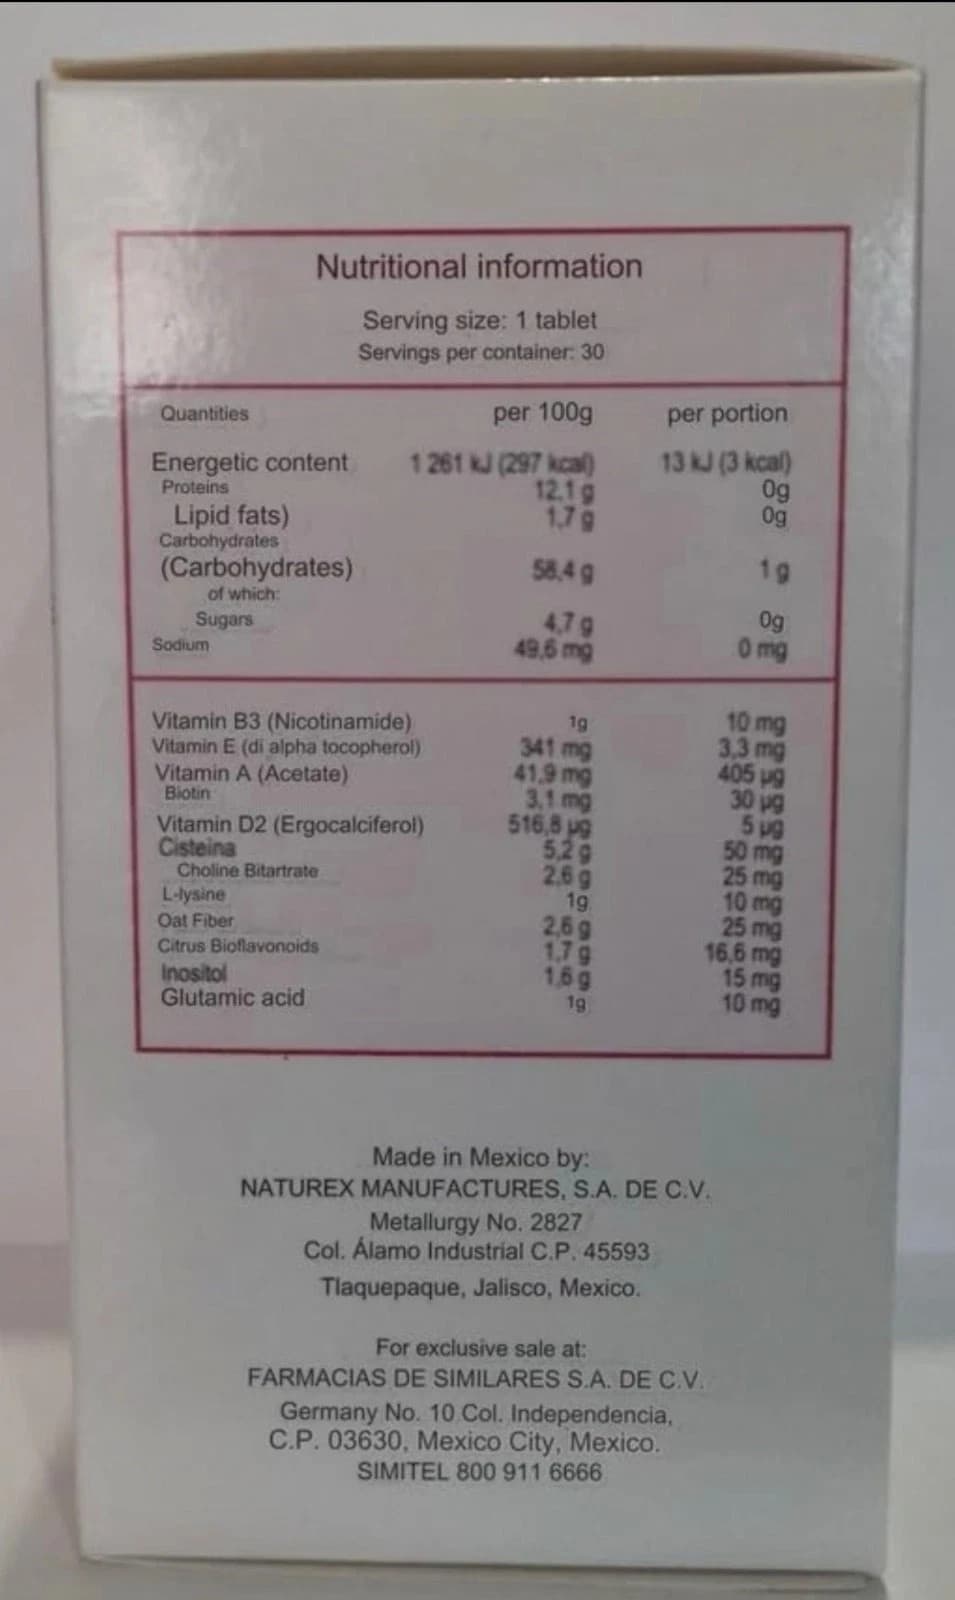 Nutritional information
Serving size: 1 tablet
Servings per container: 30
Quantities per 100g per portion
Energetic content 1 261 kJ (297 kcal) 13 kJ (3 kcal)
Proteins 12,1 g 0g
Lipid fats) 1,7 g 0g
Carbohydrates
(Carbohydrates) 58,4 g 1 g
of which:
Sugars 4,7 g 0g
Sodium 49,6 mg 0 mg
Vitamin B3 (Nicotinamide) 1g 10 mg
Vitamin E (di alpha tocopherol) 341 mg 3,3 mg
Vitamin A (Acetate) 41,9 mg 405 µg
Biotin 3,1 mg 30 µg
Vitamin D2 (Ergocalciferol) 516,8 µg 5 µg
Cisteina 5,2 g 50 mg
Choline Bitartrate 2,6 g 25 mg
L-lysine 1g 10 mg
Oat Fiber 2,6 g 25 mg
Citrus Bioflavonoids 1,7 g 16,6 mg
Inositol 1,6 g 15 mg
Glutamic acid 1g 10 mg
Made in Mexico by:
NATUREX MANUFACTURES, S.A. DE C.V.
Metallurgy No. 2827
Col. Álamo Industrial C.P. 45593
Tlaquepaque, Jalisco, Mexico.
For exclusive sale at:
FARMACIAS DE SIMILARES S.A. DE C.V.
Germany No. 10 Col. Independencia,
C.P. 03630, Mexico City, Mexico.
SIMITEL 800 911 6666